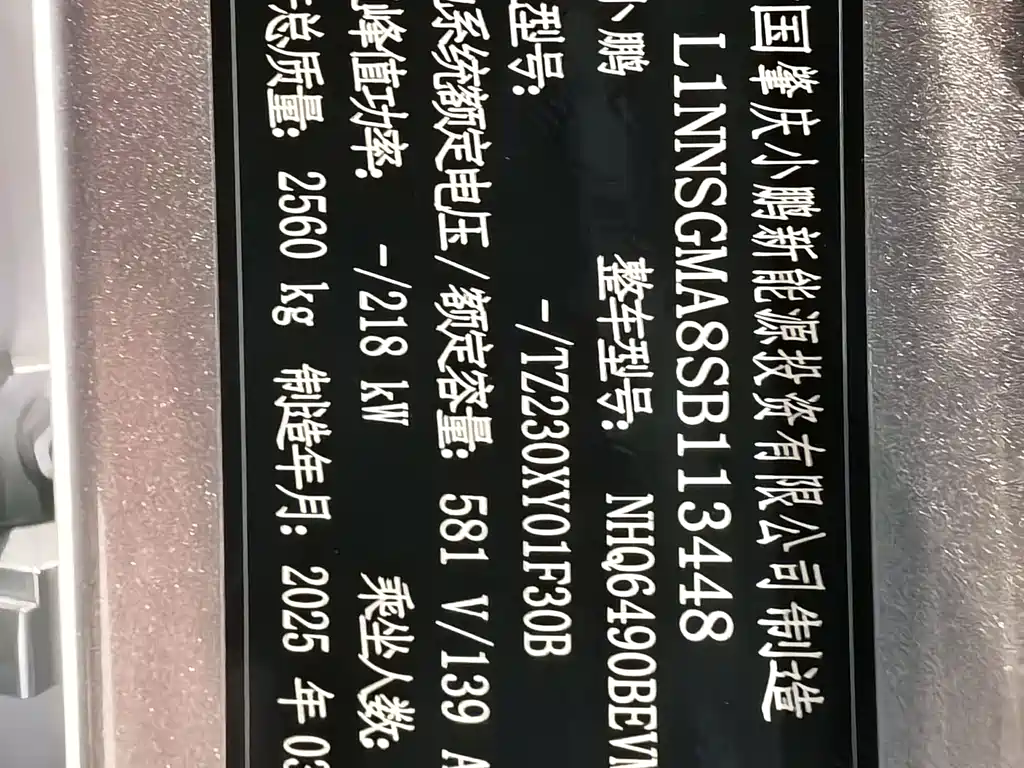 国肇庆小鹏新能源投资有限公司制造
L1NNSGMA8SB113448
小鹏 整车型号: NHQ6490BEVN
型号: -/TZ230XY01F30B
系统额定电压/额定容量: 581 V/139 A
峰值功率: -/218 kW 乘坐人数:
总质量: 2560 kg 制造年月: 2025 年 03